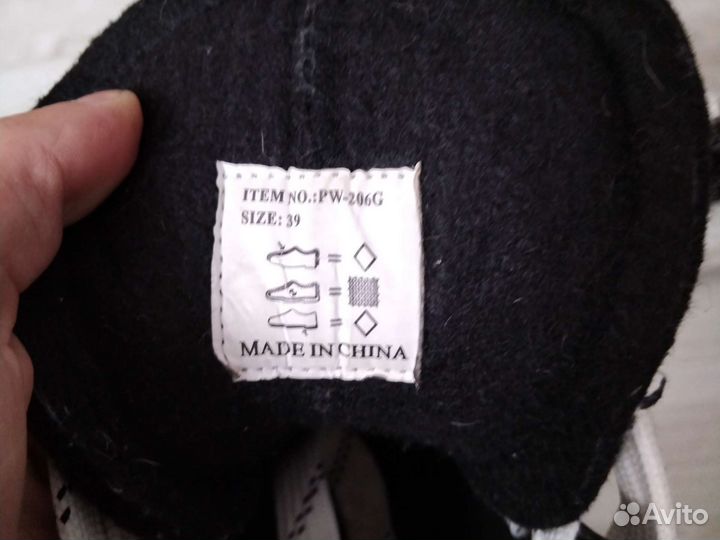 ITEM NO.:PW-206G
SIZE: 39
=
=
=
MADE IN CHINA
Avito